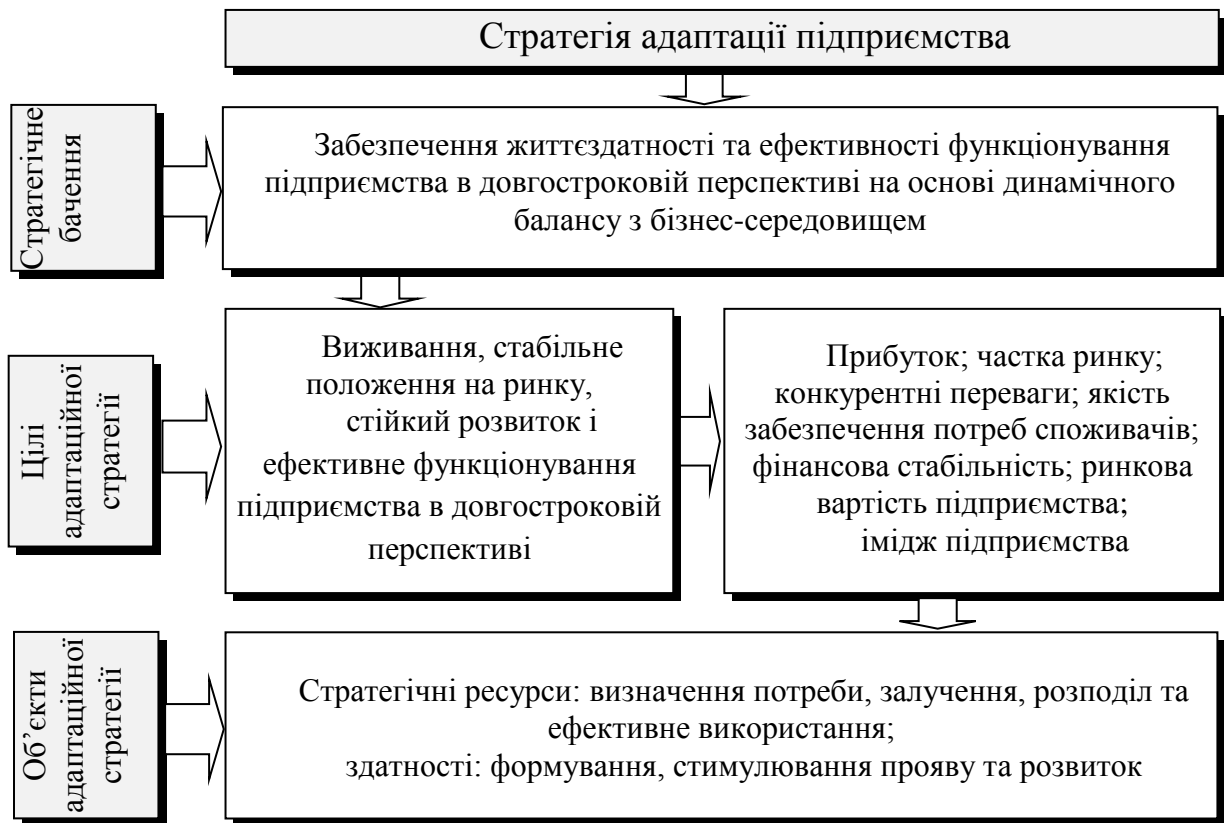 Стратегія адаптації підприємства
Стратегічне
бачення
Забезпечення життєздатності та ефективності функціонування
підприємства в довгостроковій перспективі на основі динамічного
балансу з бізнес-середовищем
Цілі
адаптаційної
стратегії
Виживання, стабільне
положення на ринку,
стійкий розвиток і
ефективне функціонування
підприємства в довгостроковій
перспективі
Прибуток; частка ринку;
конкурентні переваги; якість
забезпечення потреб споживачів;
фінансова стабільність; ринкова
вартість підприємства;
імідж підприємства
Об’єкти
адаптаційної
стратегії
Стратегічні ресурси: визначення потреби, залучення, розподіл та
ефективне використання;
здатності: формування, стимулювання прояву та розвиток